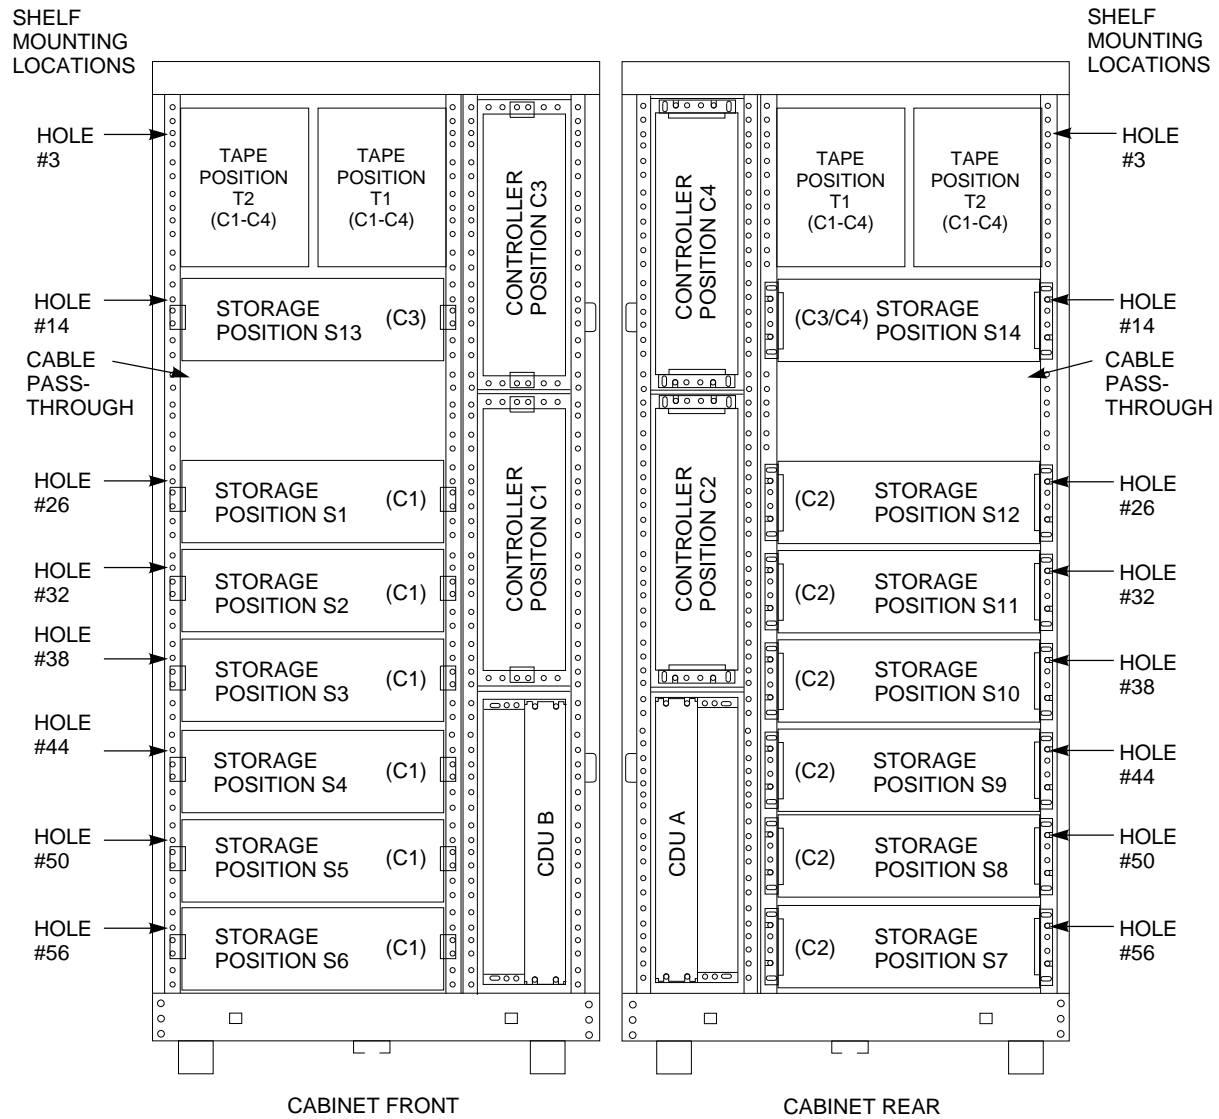 SHELF
MOUNTING
LOCATIONS
HOLE
#3
HOLE
#14
CABLE
PASS-
THROUGH
HOLE
#26
HOLE
#32
HOLE
#38
HOLE
#44
HOLE
#50
HOLE
#56
TAPE
POSITION
T2
(C1-C4)
TAPE
POSITION
T1
(C1-C4)
STORAGE
POSITION S13
(C3)
STORAGE
POSITION S1
(C1)
STORAGE
POSITION S2
(C1)
STORAGE
POSITION S3
(C1)
STORAGE
POSITION S4
(C1)
STORAGE
POSITION S5
(C1)
STORAGE
POSITION S6
(C1)
CONTROLLER
POSITION C3
CONTROLLER
POSITON C1
CDU B
CABINET FRONT
CONTROLLER
POSITION C4
CONTROLLER
POSITION C2
CDU A
TAPE
POSITION
T1
(C1-C4)
TAPE
POSITION
T2
(C1-C4)
(C3/C4) STORAGE
POSITION S14
(C2)
STORAGE
POSITION S12
(C2)
STORAGE
POSITION S11
(C2)
STORAGE
POSITION S10
(C2)
STORAGE
POSITION S9
(C2)
STORAGE
POSITION S8
(C2)
STORAGE
POSITION S7
CABINET REAR
SHELF
MOUNTING
LOCATIONS
HOLE
#3
HOLE
#14
CABLE
PASS-
THROUGH
HOLE
#26
HOLE
#32
HOLE
#38
HOLE
#44
HOLE
#50
HOLE
#56